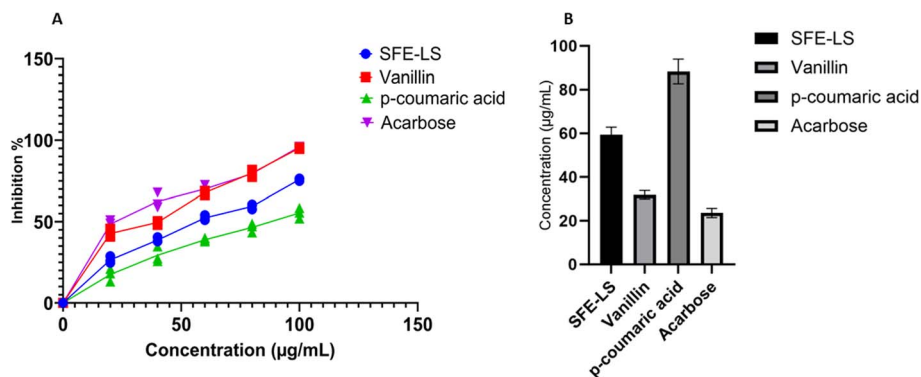 A
Inhibition %
150
100
50
0
0
50
100
150
Concentration (µg/mL)
SFE-LS
Vanillin
p-coumaric acid
Acarbose
B
Concentration (µg/mL)
100
80
60
40
20
0
SFE-LS
Vanillin
p-coumaric acid
Acarbose
SFE-LS
Vanillin
p-coumaric acid
Acarbose